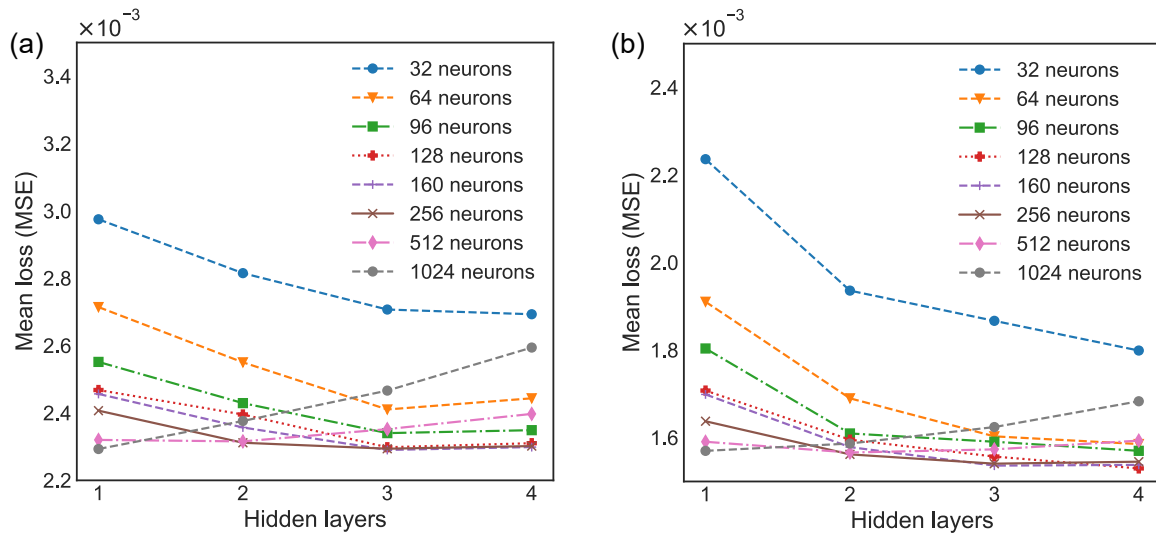 (a)
×10⁻³
3.4
3.2
3.0
2.8
2.6
2.4
2.2
Mean loss (MSE)
32 neurons
64 neurons
96 neurons
128 neurons
160 neurons
256 neurons
512 neurons
1024 neurons
1 2 3 4
Hidden layers
(b)
×10⁻³
2.4
2.2
2.0
1.8
1.6
Mean loss (MSE)
32 neurons
64 neurons
96 neurons
128 neurons
160 neurons
256 neurons
512 neurons
1024 neurons
1 2 3 4
Hidden layers